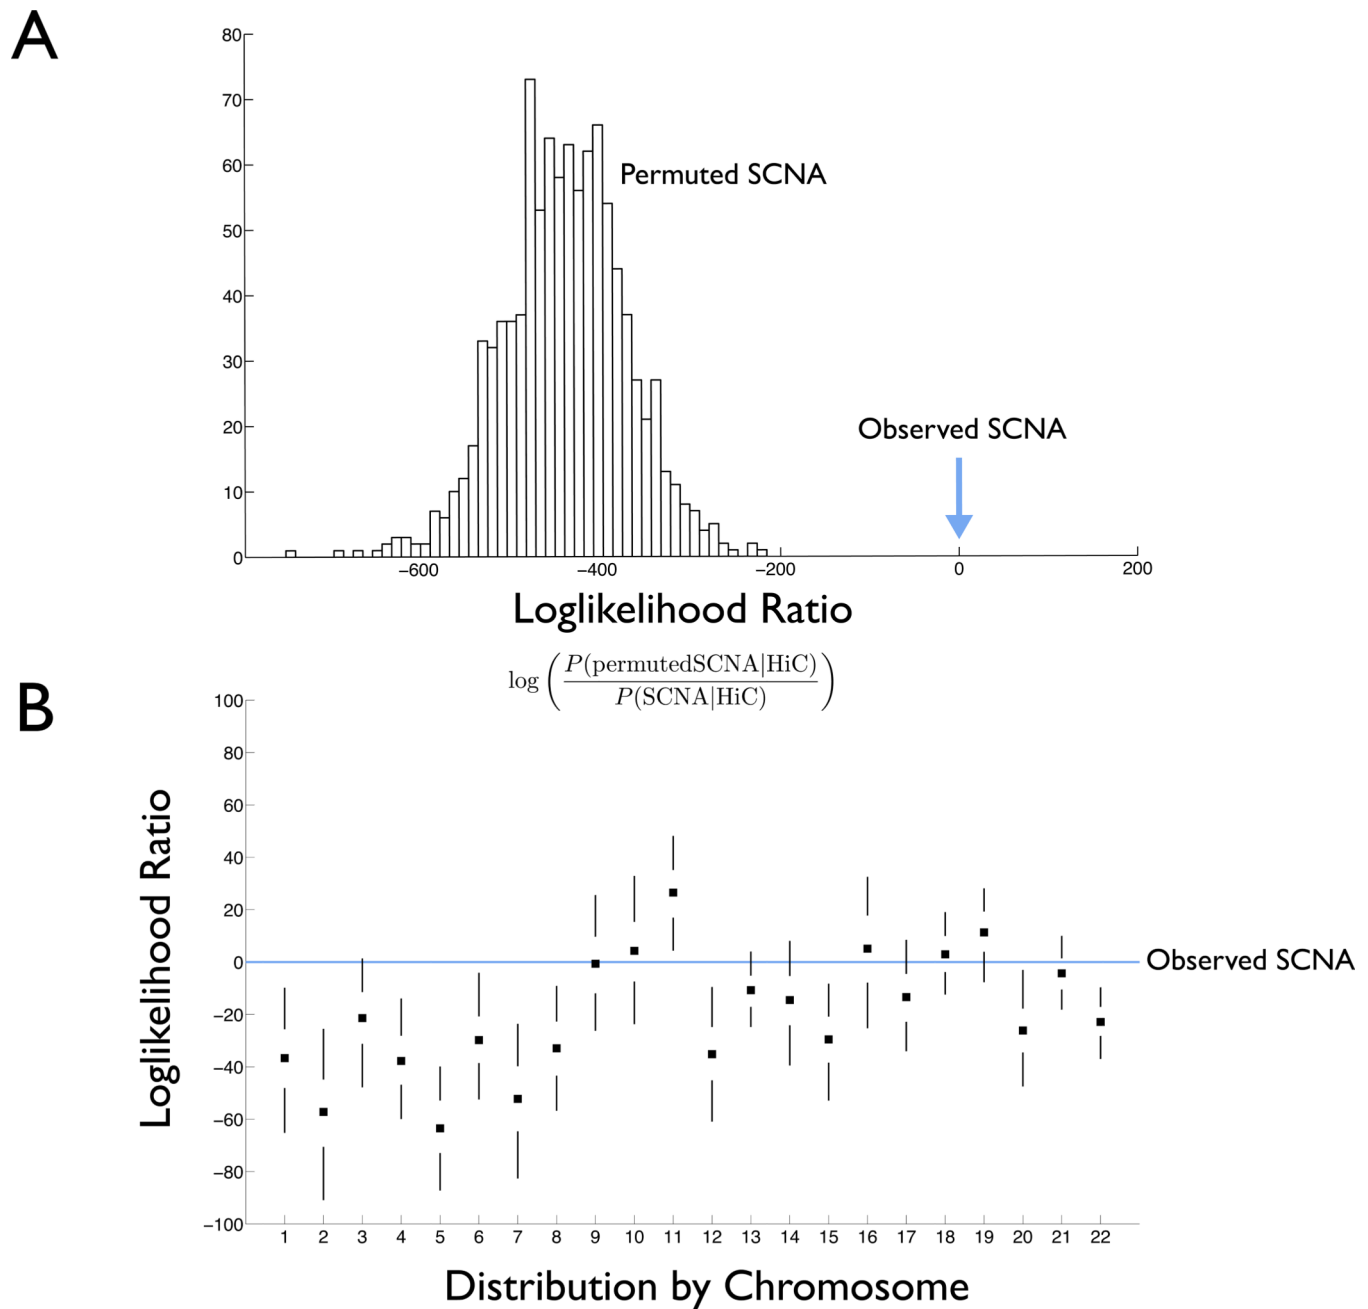 A
80
70
60
50
40
30
20
10
0
Permuted SCNA
Observed SCNA
−600 −400 −200 0 200
Loglikelihood Ratio
log ( P(permutedSCNA|HiC) / P(SCNA|HiC) )
B
100
80
60
40
20
0
−20
−40
−60
−80
−100
Loglikelihood Ratio
Observed SCNA
1 2 3 4 5 6 7 8 9 10 11 12 13 14 15 16 17 18 19 20 21 22
Distribution by Chromosome